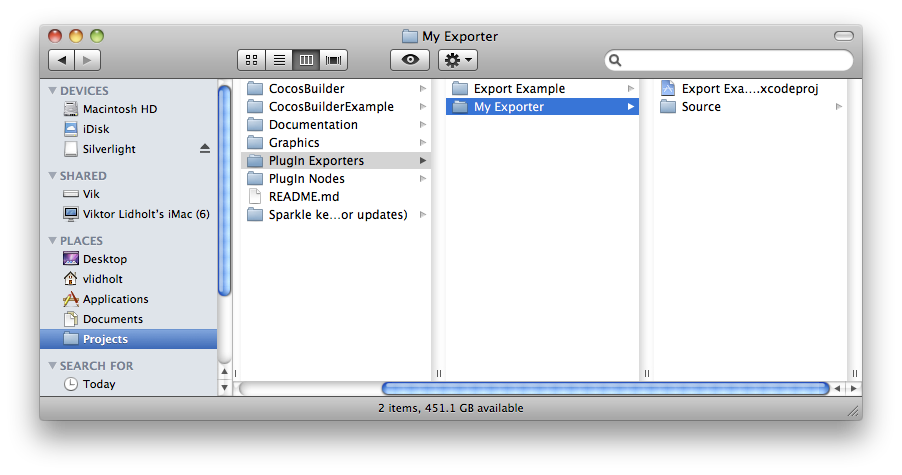 My Exporter
DEVICES
Macintosh HD
iDisk
Silverlight
SHARED
Vik
Viktor Lidholt's iMac (6)
PLACES
Desktop
vlidholt
Applications
Documents
Projects
SEARCH FOR
Today
CocosBuilder
CocosBuilderExample
Documentation
Graphics
PlugIn Exporters
PlugIn Nodes
README.md
Sparkle ke...or updates)
Export Example
My Exporter
Export Exa....xcodeproj
Source
2 items, 451.1 GB available